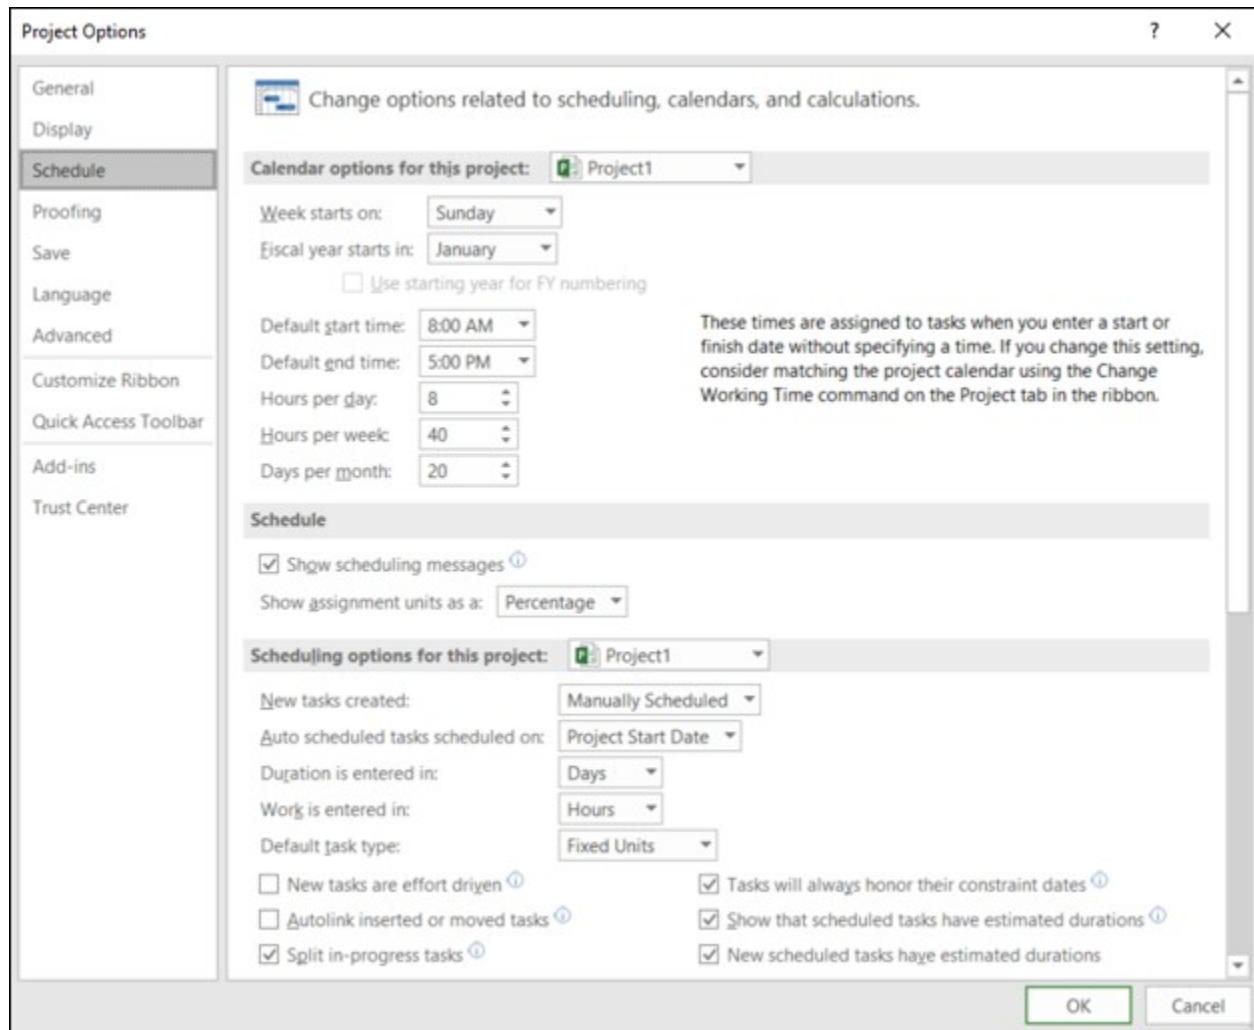 Project Options
?
General
Display
Schedule
Proofing
Save
Language
Advanced
Customize Ribbon
Quick Access Toolbar
Add-ins
Trust Center
Change options related to scheduling, calendars, and calculations.
Calendar options for this project: Project1
Week starts on: Sunday
Fiscal year starts in: January
Use starting year for FY numbering
Default start time: 8:00 AM
Default end time: 5:00 PM
Hours per day: 8
Hours per week: 40
Days per month: 20
These times are assigned to tasks when you enter a start or
finish date without specifying a time. If you change this setting,
consider matching the project calendar using the Change
Working Time command on the Project tab in the ribbon.
Schedule
Show scheduling messages
Show assignment units as a: Percentage
Scheduling options for this project: Project1
New tasks created: Manually Scheduled
Auto scheduled tasks scheduled on: Project Start Date
Duration is entered in: Days
Work is entered in: Hours
Default task type: Fixed Units
New tasks are effort driven
Autolink inserted or moved tasks
Split in-progress tasks
Tasks will always honor their constraint dates
Show that scheduled tasks have estimated durations
New scheduled tasks have estimated durations
OK
Cancel